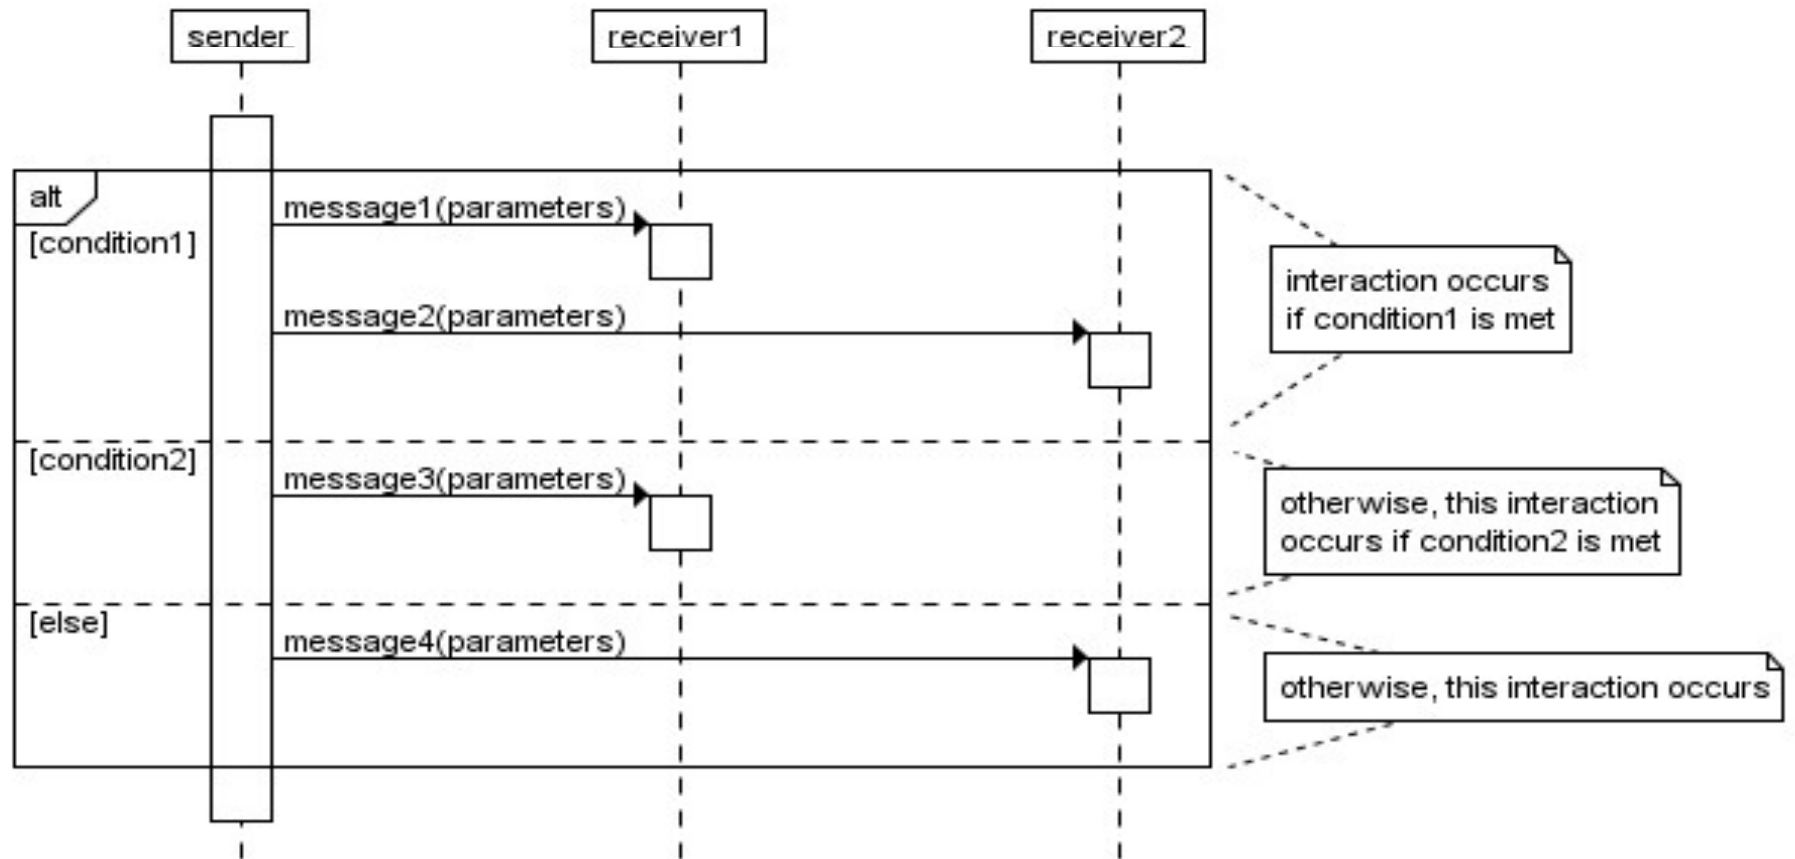 sender
receiver1
receiver2
alt
message1(parameters)
[condition1]
interaction occurs
if condition1 is met
message2(parameters)
[condition2]
message3(parameters)
otherwise, this interaction
occurs if condition2 is met
[else]
message4(parameters)
otherwise, this interaction occurs